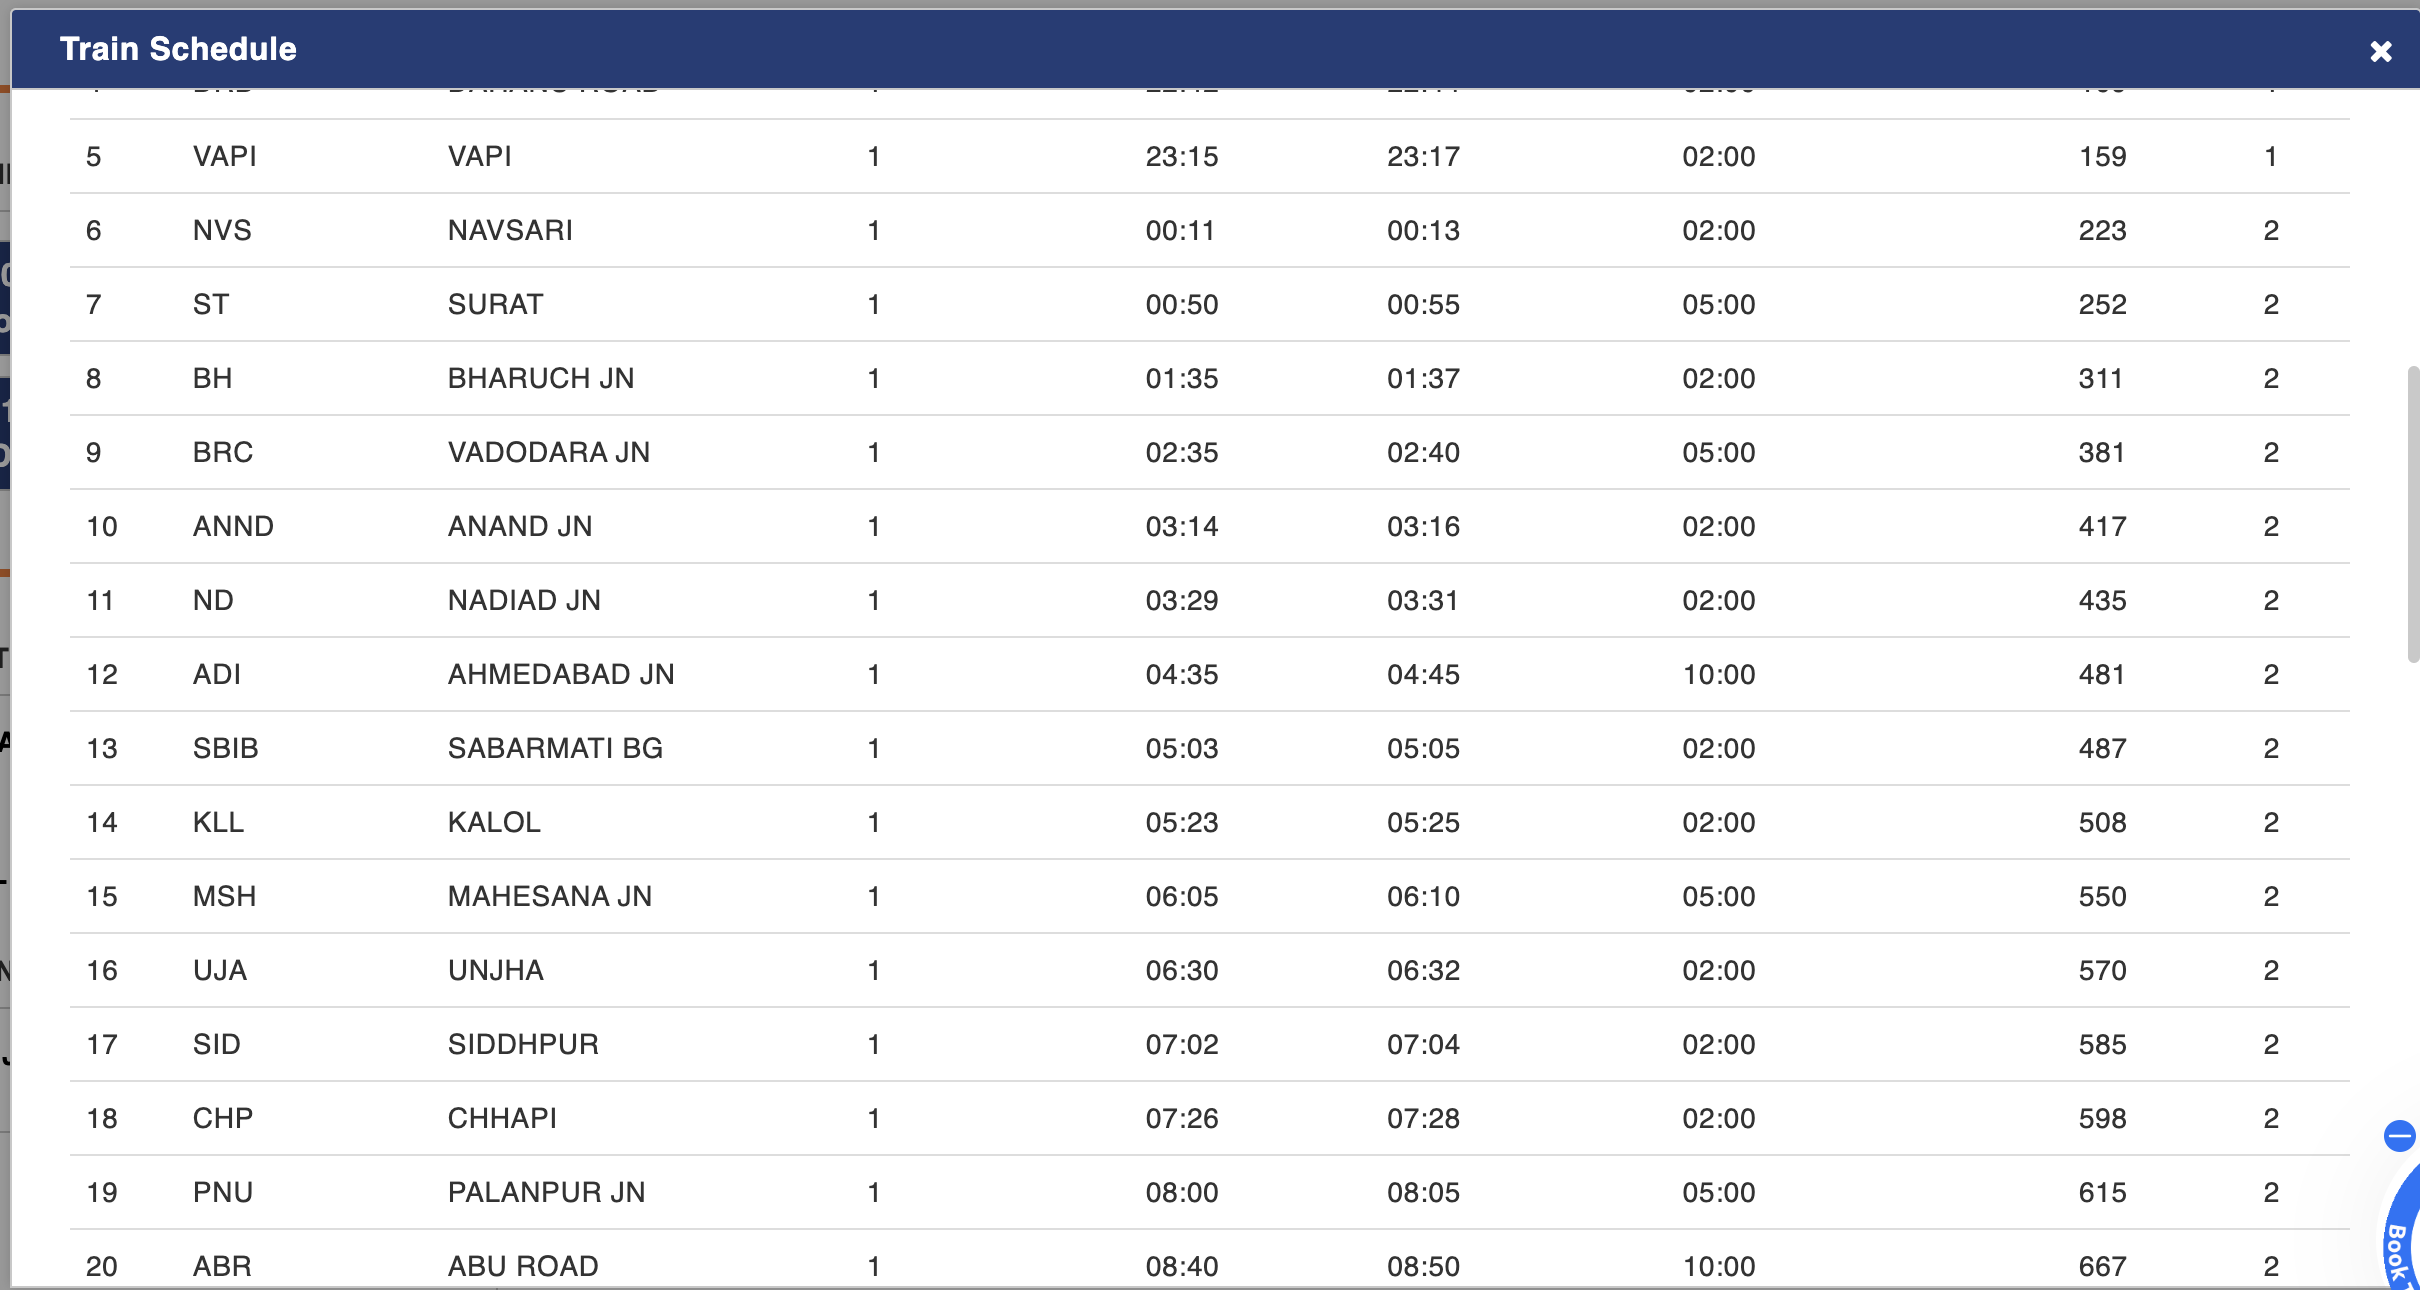 Train Schedule
5 VAPI VAPI 1 23:15 23:17 02:00 159 1
6 NVS NAVSARI 1 00:11 00:13 02:00 223 2
7 ST SURAT 1 00:50 00:55 05:00 252 2
8 BH BHARUCH JN 1 01:35 01:37 02:00 311 2
9 BRC VADODARA JN 1 02:35 02:40 05:00 381 2
10 ANND ANAND JN 1 03:14 03:16 02:00 417 2
11 ND NADIAD JN 1 03:29 03:31 02:00 435 2
12 ADI AHMEDABAD JN 1 04:35 04:45 10:00 481 2
13 SBIB SABARMATI BG 1 05:03 05:05 02:00 487 2
14 KLL KALOL 1 05:23 05:25 02:00 508 2
15 MSH MAHESANA JN 1 06:05 06:10 05:00 550 2
16 UJA UNJHA 1 06:30 06:32 02:00 570 2
17 SID SIDDHPUR 1 07:02 07:04 02:00 585 2
18 CHP CHHAPI 1 07:26 07:28 02:00 598 2
19 PNU PALANPUR JN 1 08:00 08:05 05:00 615 2
20 ABR ABU ROAD 1 08:40 08:50 10:00 667 2
Book